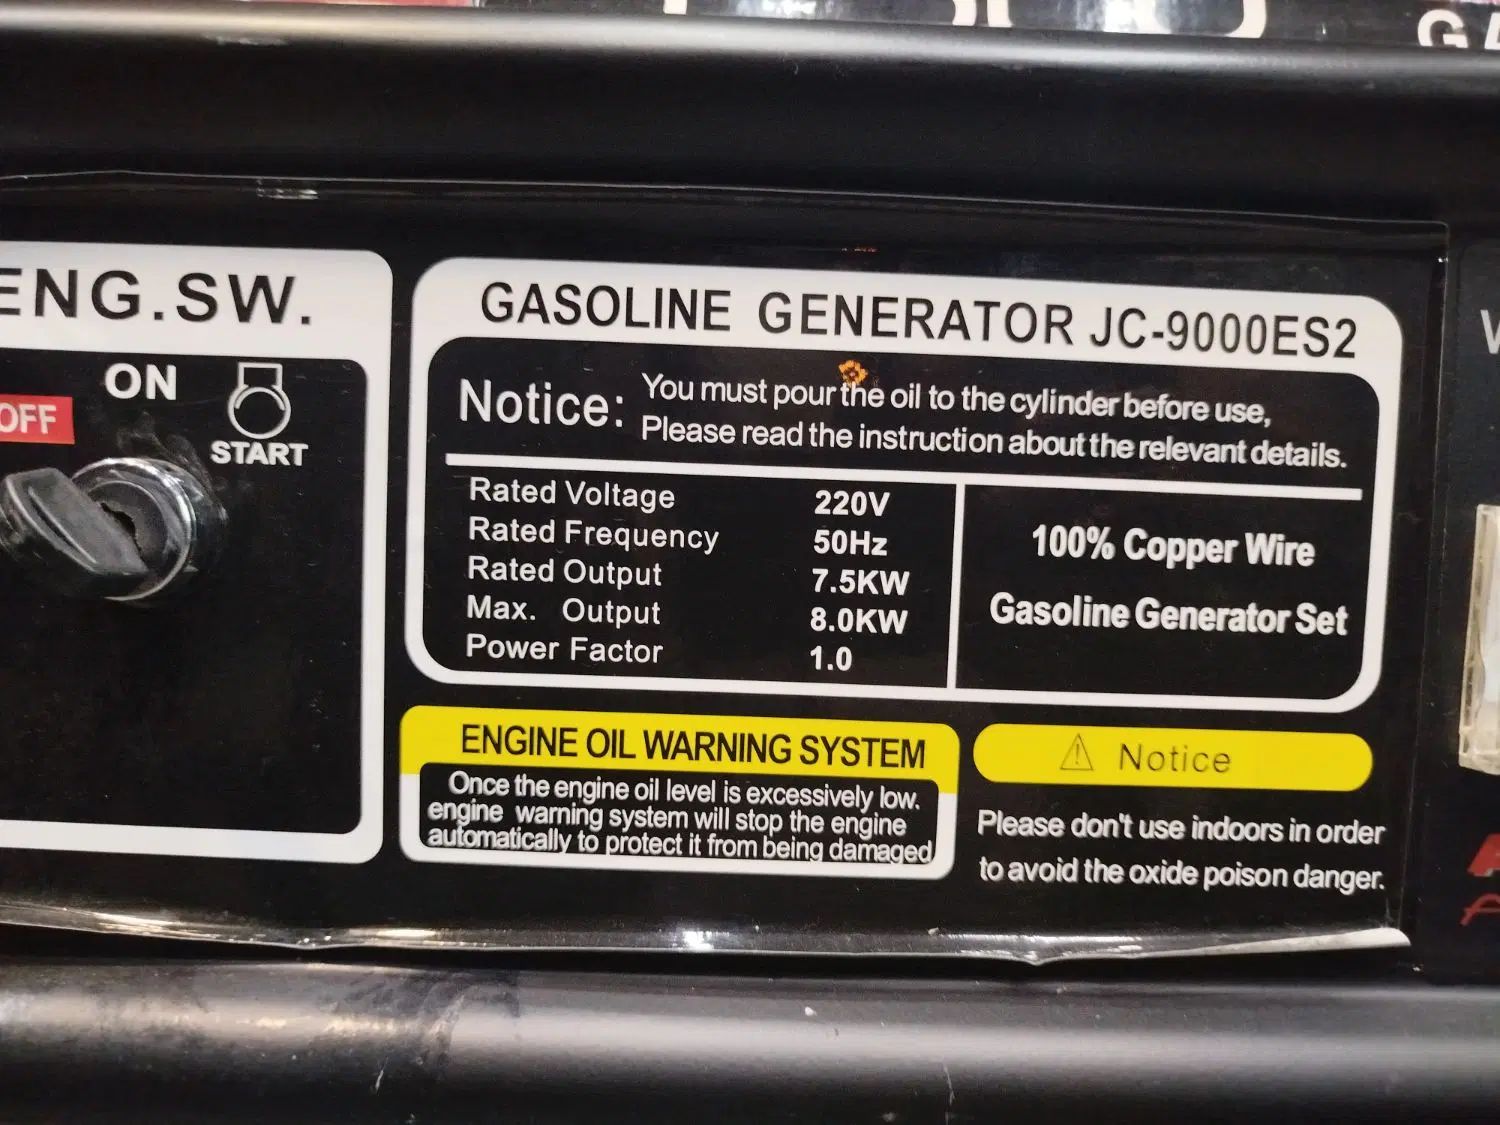 ENG.SW.
OFF
ON
START
GASOLINE GENERATOR JC-9000ES2
Notice: You must pour the oil to the cylinder before use,
Please read the instruction about the relevant details.
Rated Voltage 220V
Rated Frequency 50Hz
Rated Output 7.5KW
Max. Output 8.0KW
Power Factor 1.0
100% Copper Wire
Gasoline Generator Set
ENGINE OIL WARNING SYSTEM
Once the engine oil level is excessively low.
engine warning system will stop the engine
automatically to protect it from being damaged
Notice
Please don't use indoors in order
to avoid the oxide poison danger.